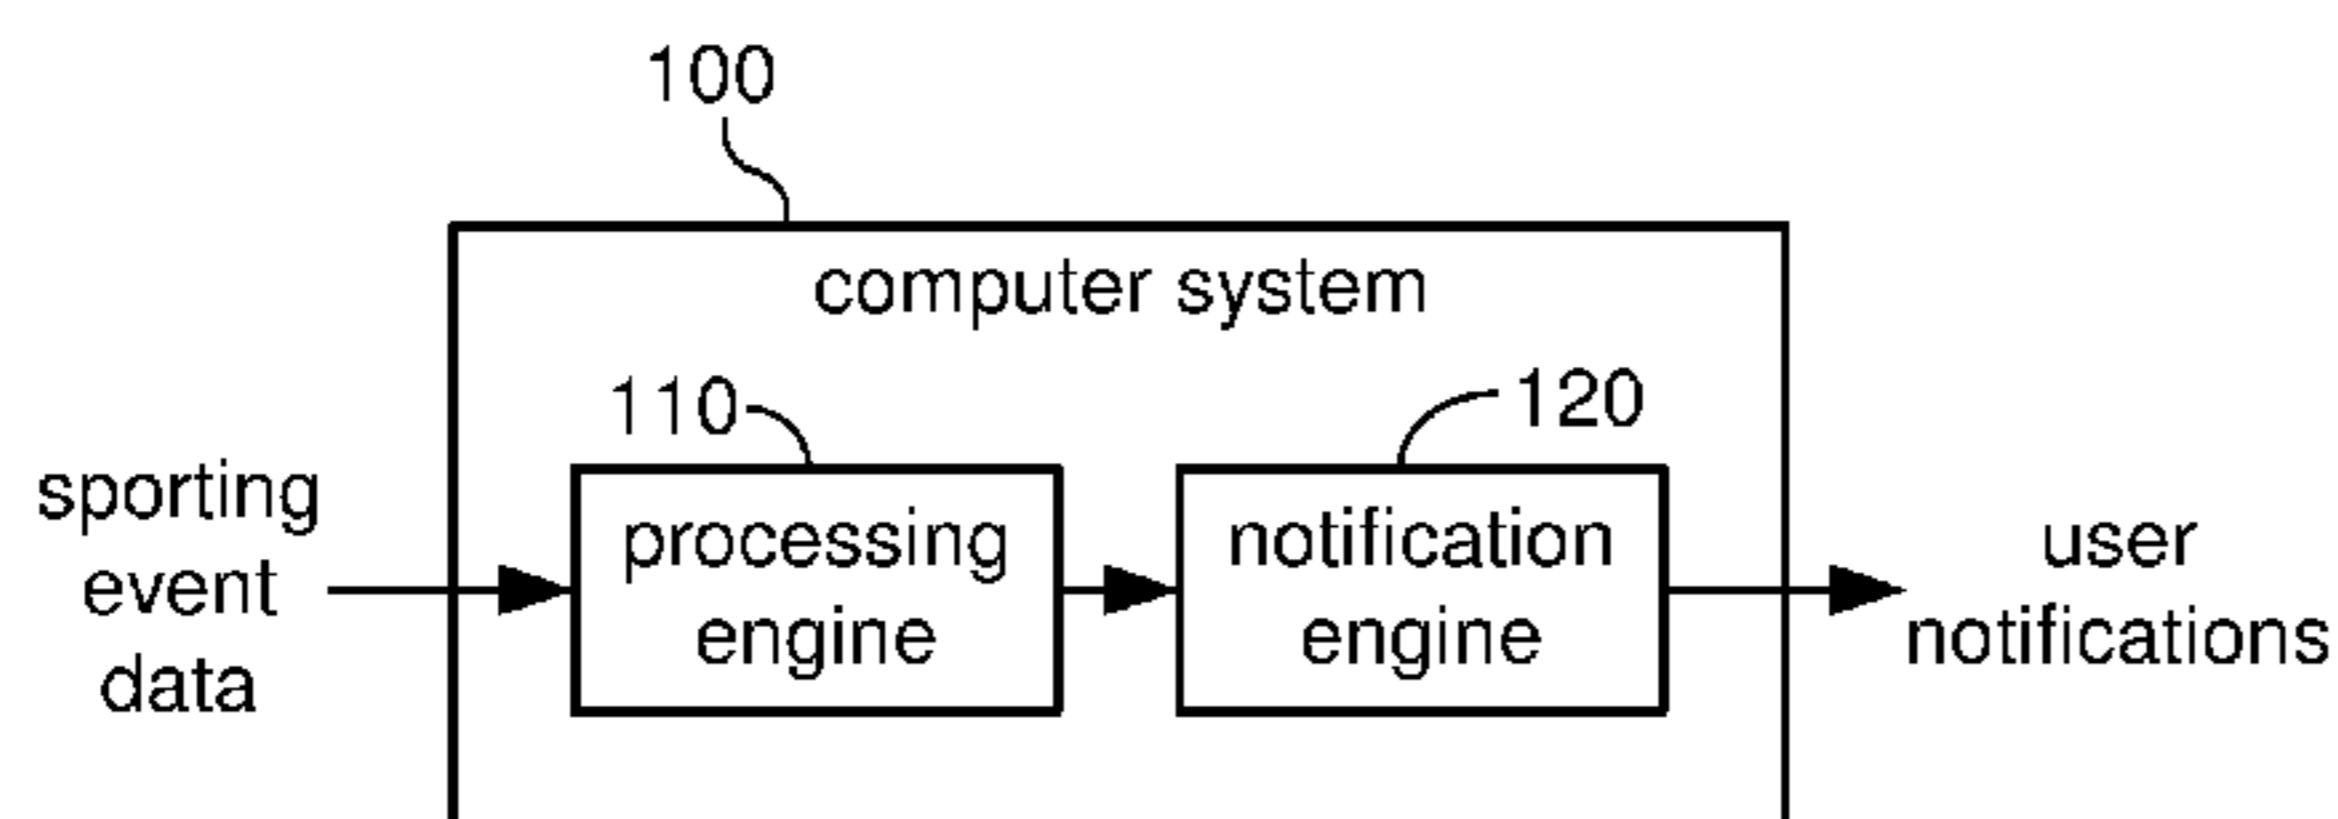 100
computer system
110
120
sporting
event
data
processing
engine
notification
engine
user
notifications